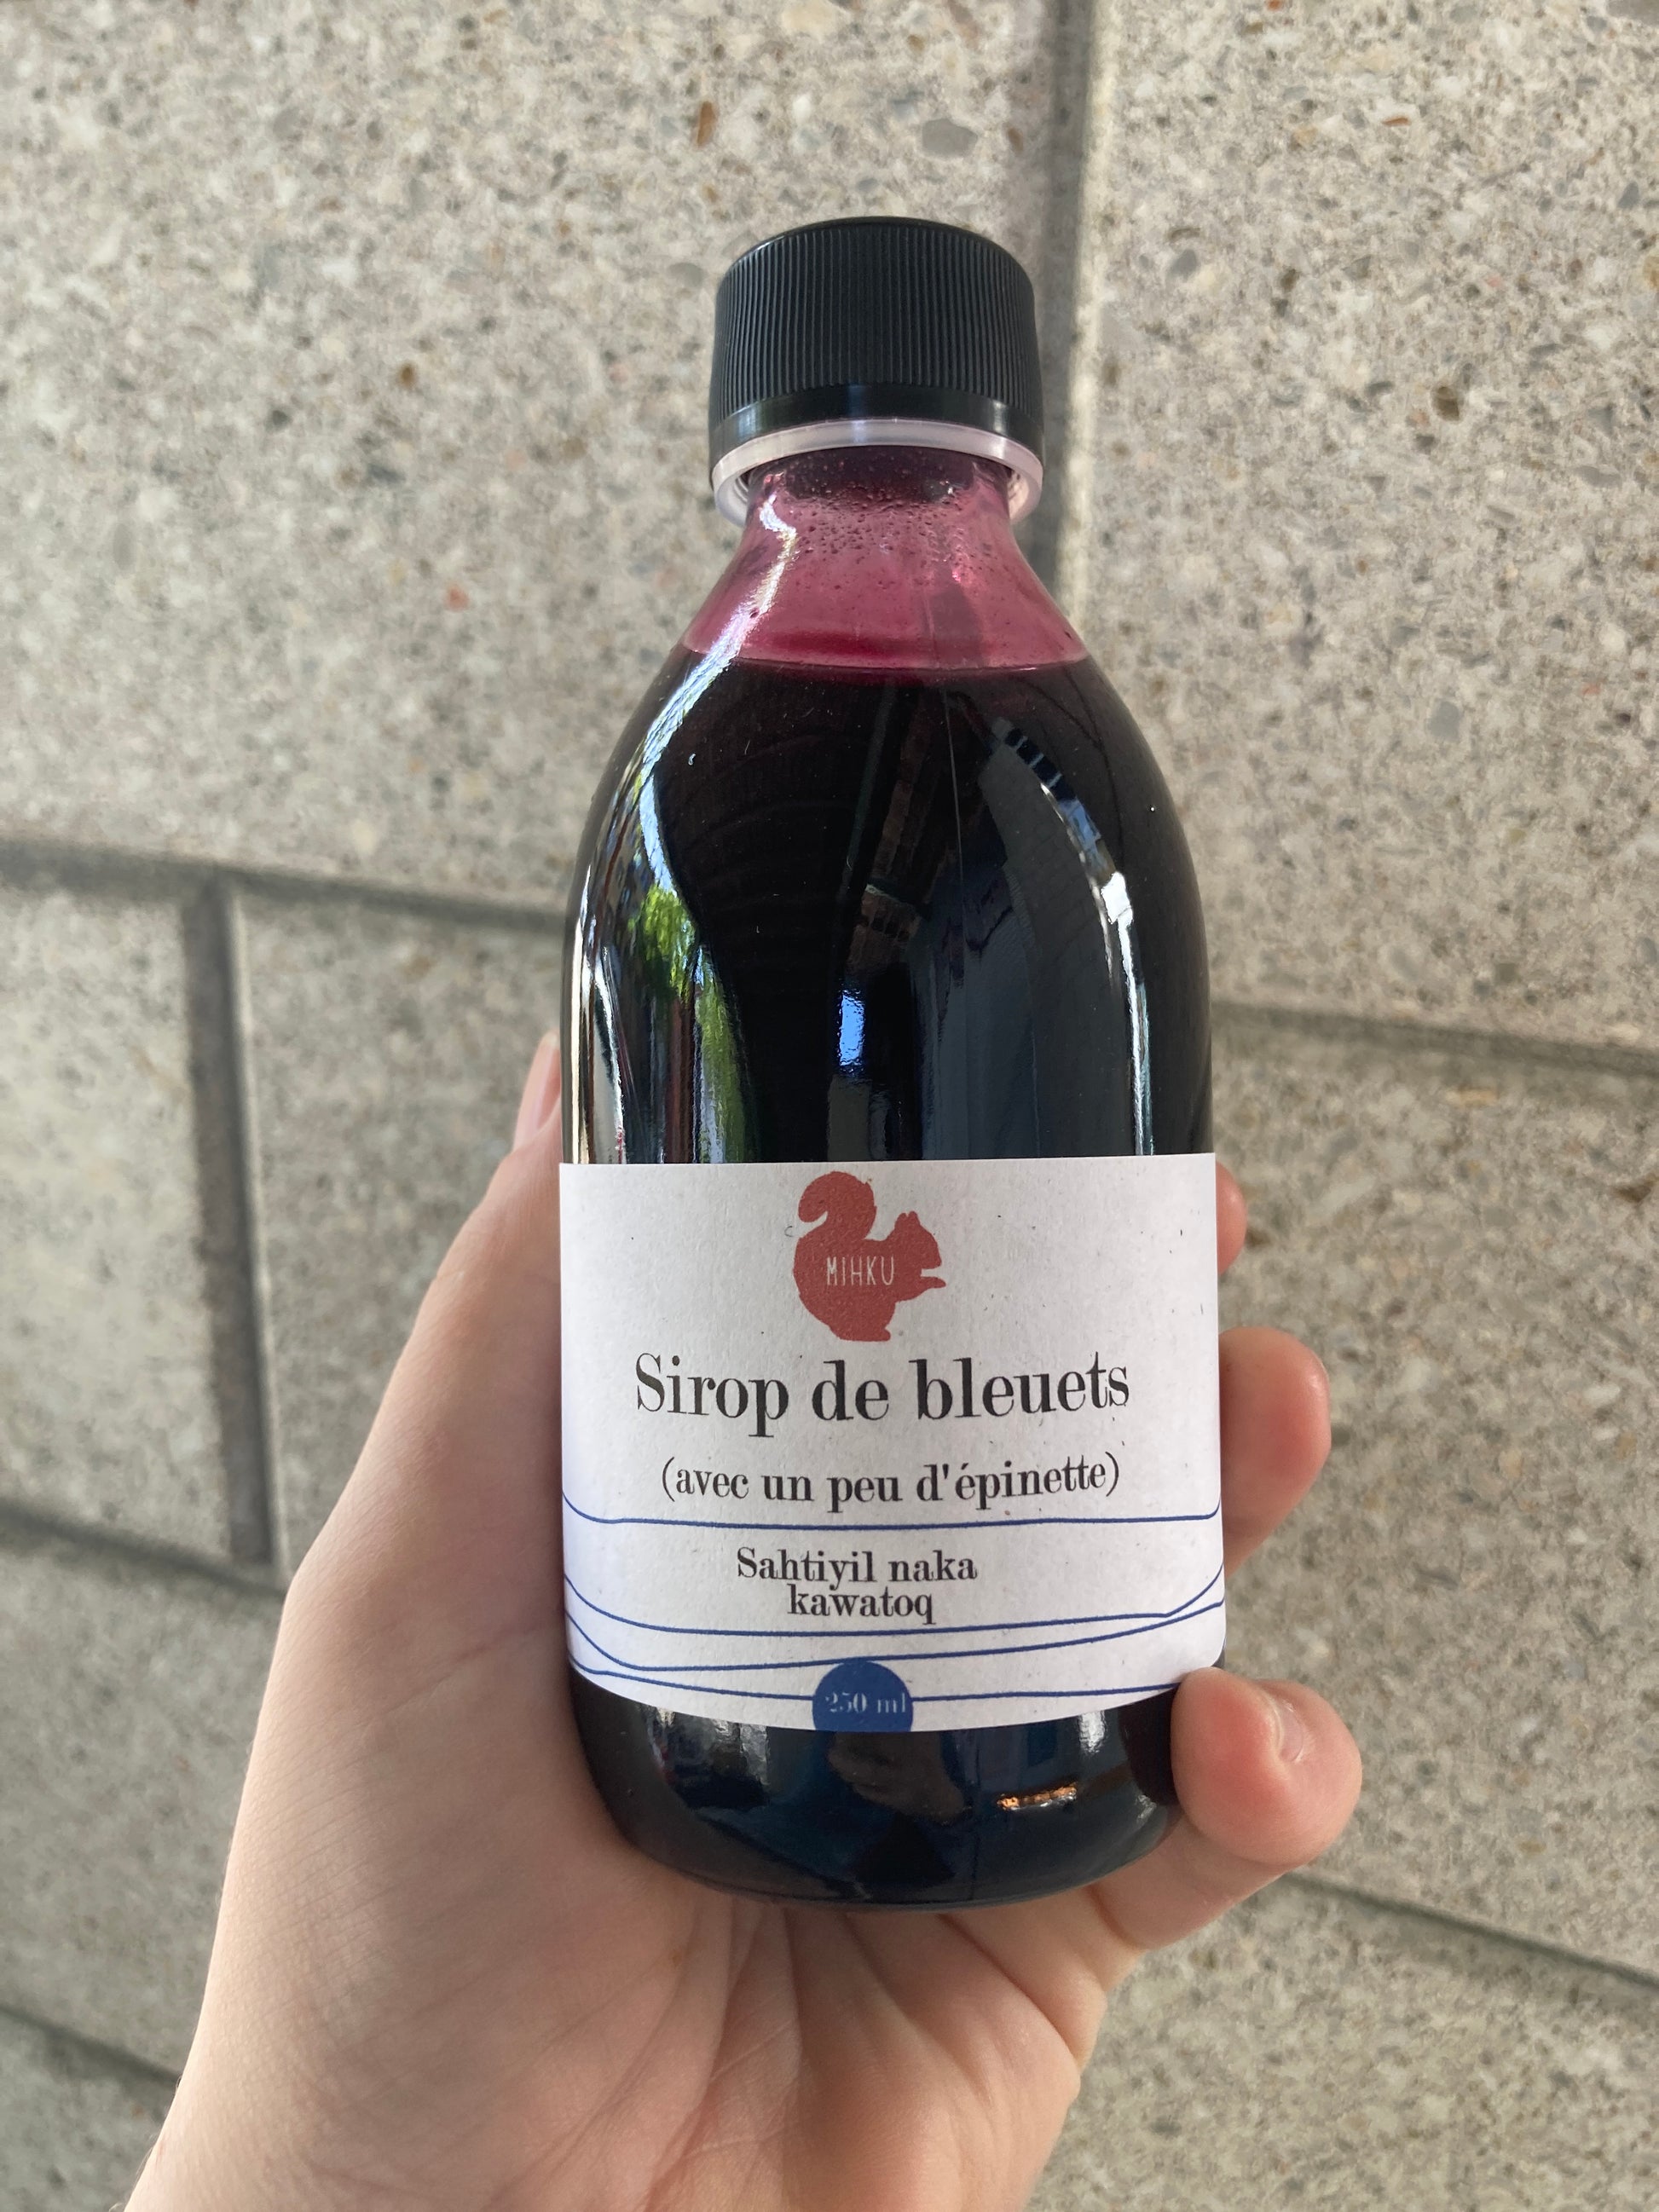 MIHKU
Sirop de bleuets
(avec un peu d'épinette)
Sahtiyil naka
kawatoq
250 ml